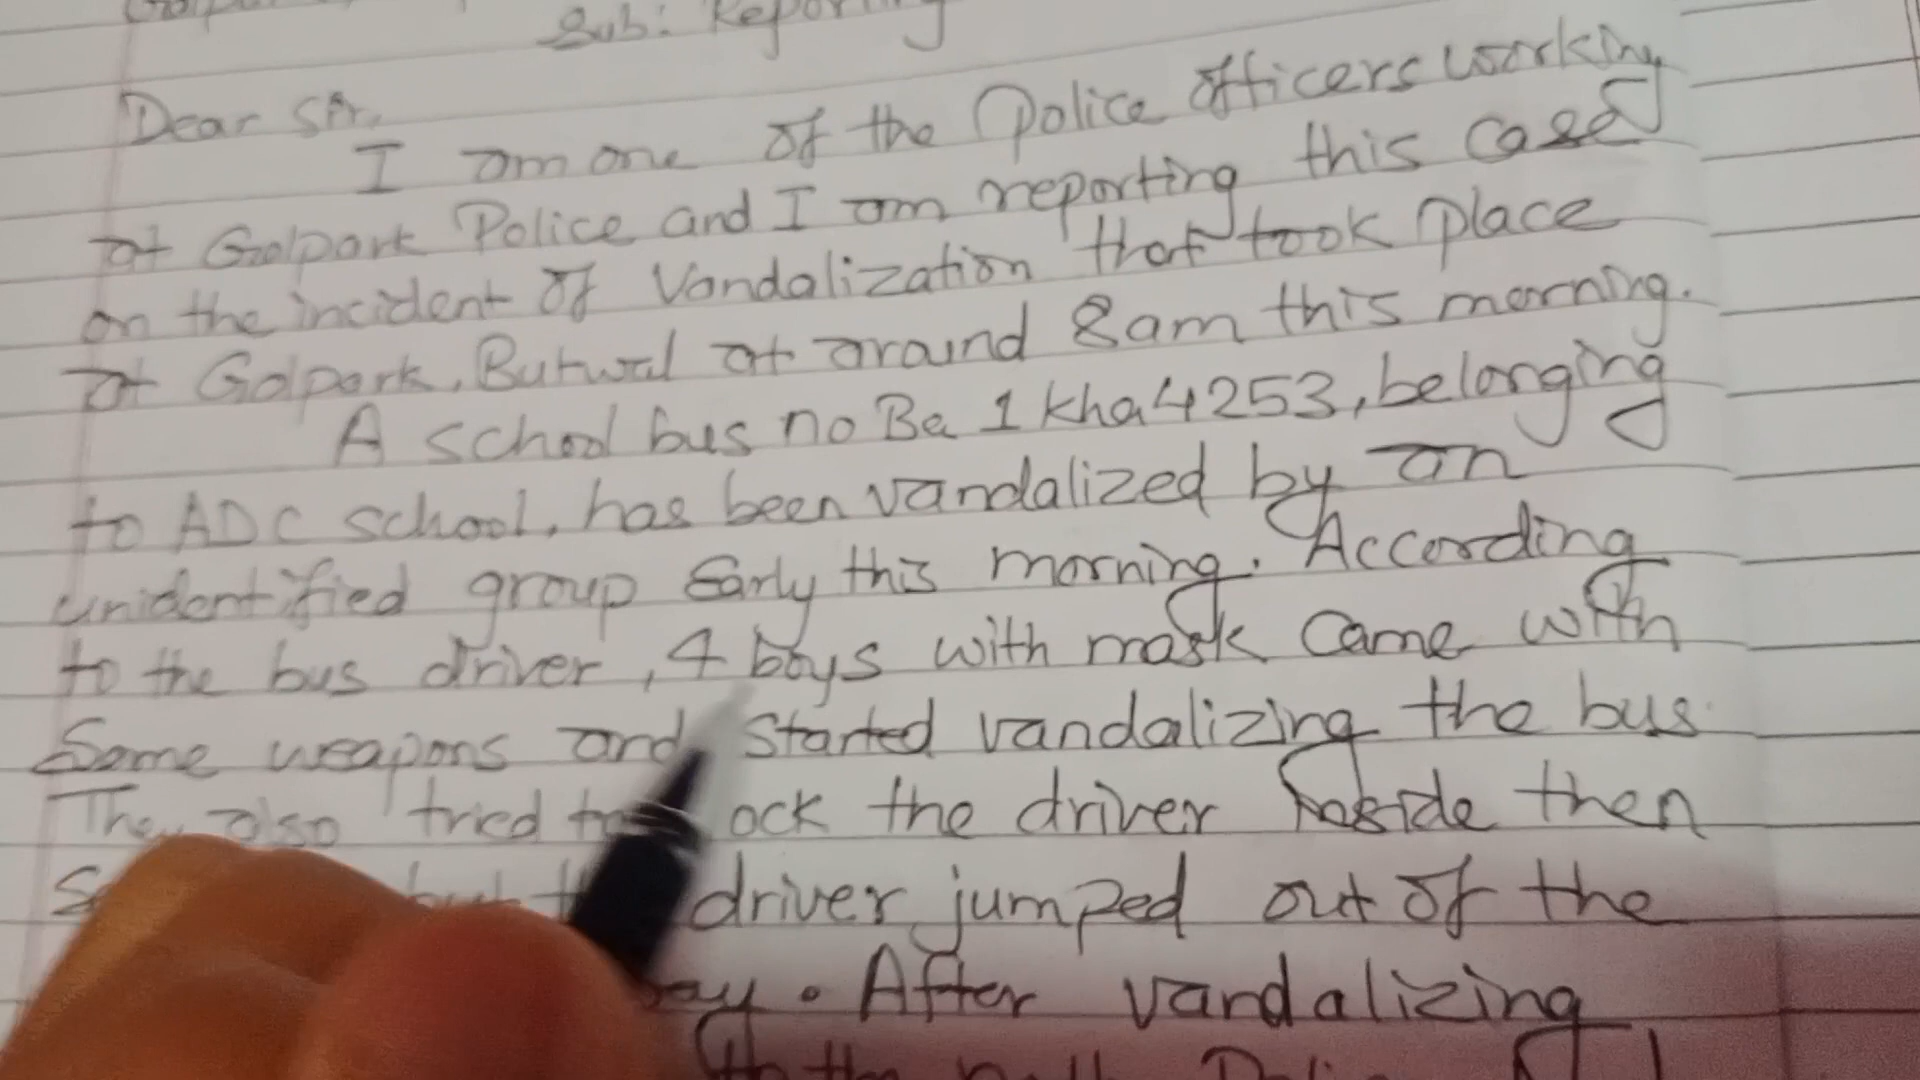 Sub: Reporting
Dear Sir,
I am one of the Police officers working
at Golpark Police and I am reporting this case
on the incident of Vandalization that took place
at Golpark, Butwal at around 8am this morning.
A school bus no Ba 1 kha 4253, belonging
to ADC school, has been vandalized by an
unidentified group Early this morning. According
to the bus driver, 4 boys with mask came with
Some weapons and started vandalizing the bus.
They also tried the driver then
but driver jumped out of the
After vandalizing